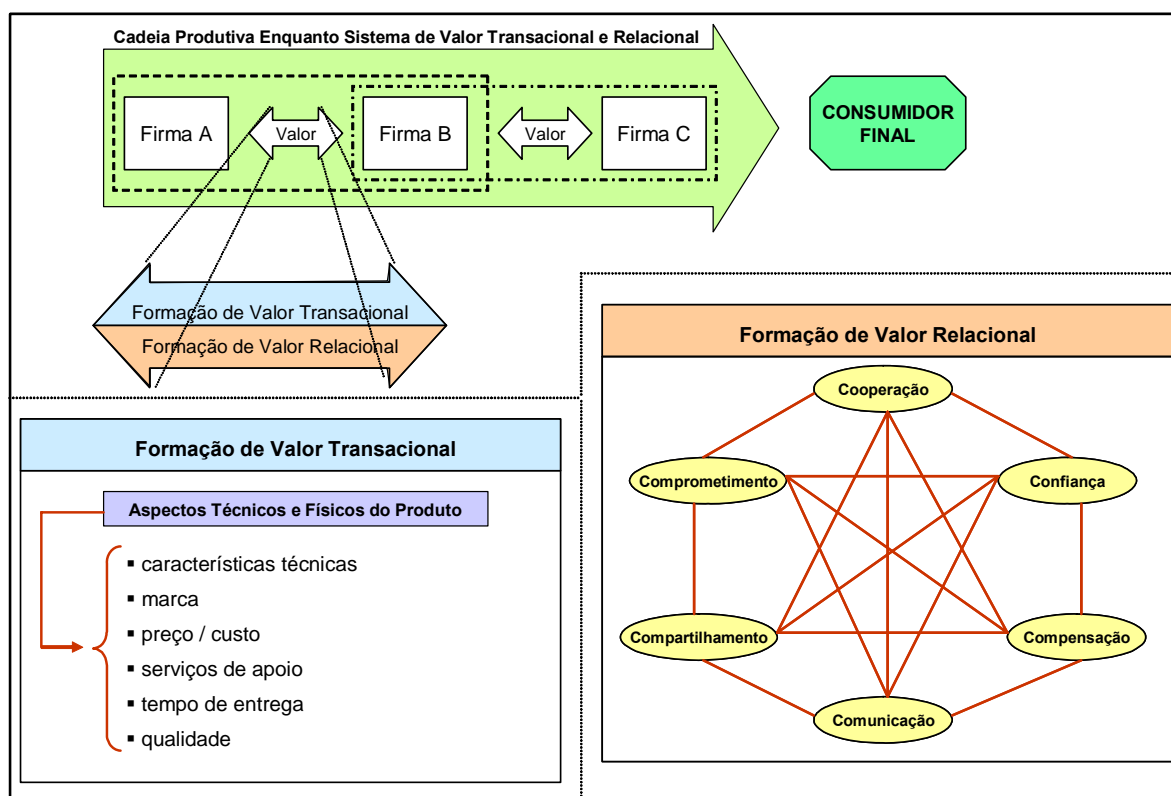 Cadeia Produtiva Enquanto Sistema de Valor Transacional e Relacional
Firma A
Valor
Firma B
Valor
Firma C
CONSUMIDOR
FINAL
Formação de Valor Transacional
Formação de Valor Relacional
Formação de Valor Transacional
Aspectos Técnicos e Físicos do Produto
▪ características técnicas
▪ marca
▪ preço / custo
▪ serviços de apoio
▪ tempo de entrega
▪ qualidade
Formação de Valor Relacional
Cooperação
Comprometimento
Confiança
Compartilhamento
Compensação
Comunicação